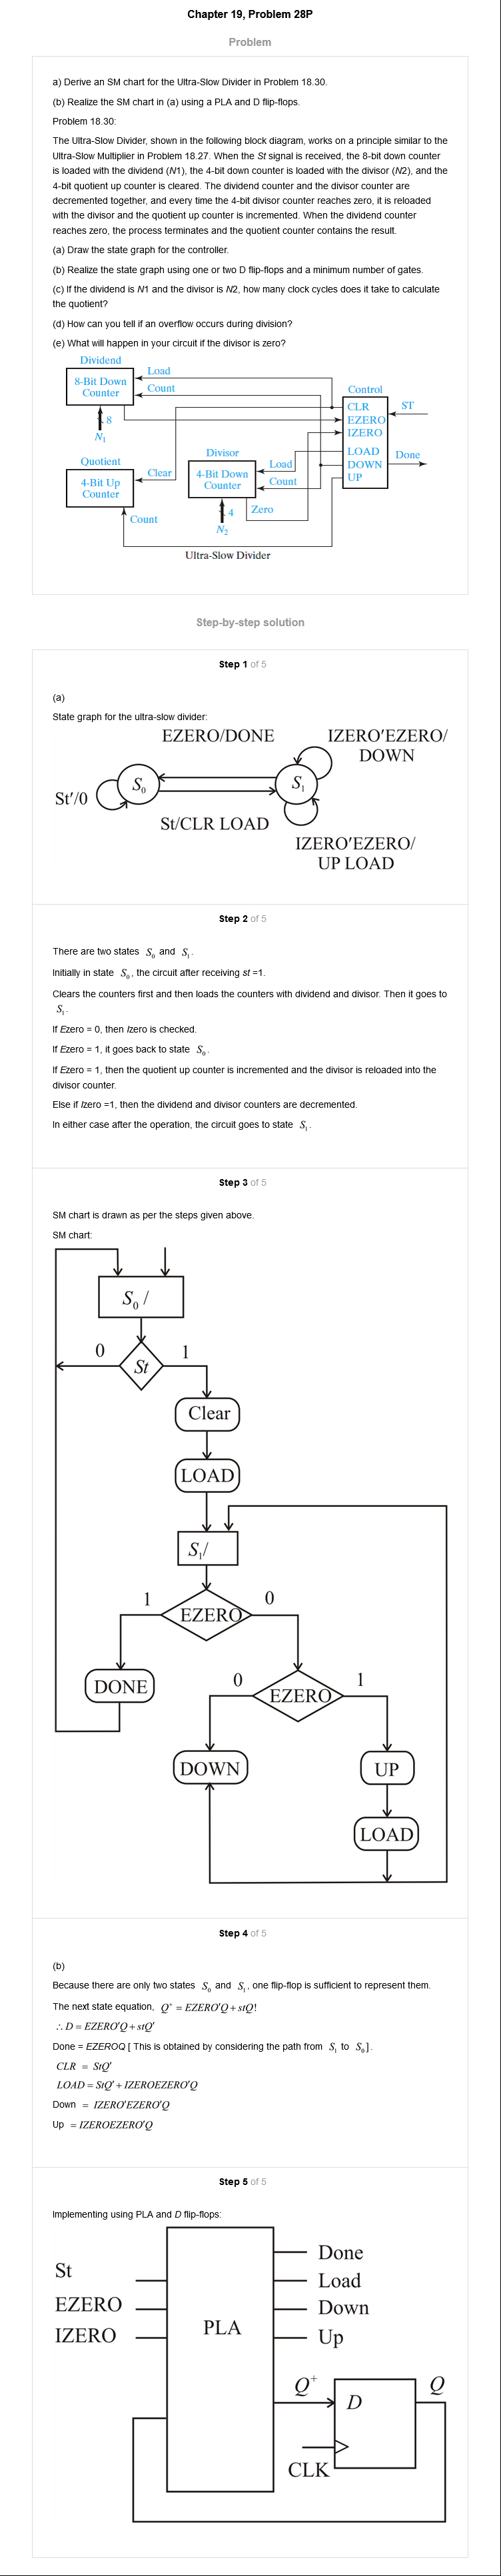 Chapter 19, Problem 28P
Problem
a) Derive an SM chart for the Ultra-Slow Divider in Problem 18.30.
(b) Realize the SM chart in (a) using a PLA and D flip-flops.
Problem 18.30:
The Ultra-Slow Divider, shown in the following block diagram, works on a principle similar to the
Ultra-Slow Multiplier in Problem 18.27. When the St signal is received, the 8-bit down counter
is loaded with the dividend (N1), the 4-bit down counter is loaded with the divisor (N2), and the
4-bit quotient up counter is cleared. The dividend counter and the divisor counter are
decremented together, and every time the 4-bit divisor counter reaches zero, it is reloaded
with the divisor and the quotient up counter is incremented. When the dividend counter
reaches zero, the process terminates and the quotient counter contains the result.
(a) Draw the state graph for the controller.
(b) Realize the state graph using one or two D flip-flops and a minimum number of gates.
(c) If the dividend is N1 and the divisor is N2, how many clock cycles does it take to calculate
the quotient?
(d) How can you tell if an overflow occurs during division?
(e) What will happen in your circuit if the divisor is zero?
Dividend
8-Bit Down
Counter
Load
Count
8
N₁
Control
CLR
EZERO
IZERO
LOAD
DOWN
UP
ST
Done
Quotient
4-Bit Up
Counter
Clear
Count
Divisor
4-Bit Down
Counter
Load
Count
4
Zero
N₂
Ultra-Slow Divider
Step-by-step solution
Step 1 of 5
(a)
State graph for the ultra-slow divider:
EZERO/DONE
IZERO′EZERO/
DOWN
S₀
S₁
St′/0
St/CLR LOAD
IZERO′EZERO/
UP LOAD
Step 2 of 5
There are two states S₀ and S₁.
Initially in state S₀, the circuit after receiving st =1.
Clears the counters first and then loads the counters with dividend and divisor. Then it goes to
S₁.
If Ezero = 0, then Izero is checked.
If Ezero = 1, it goes back to state S₀.
If Ezero = 1, then the quotient up counter is incremented and the divisor is reloaded into the
divisor counter.
Else if Izero =1, then the dividend and divisor counters are decremented.
In either case after the operation, the circuit goes to state S₁.
Step 3 of 5
SM chart is drawn as per the steps given above.
SM chart:
S₀ /
0
St
1
Clear
LOAD
S₁/
1
EZERO
0
DONE
0
EZERO
1
DOWN
UP
LOAD
Step 4 of 5
(b)
Because there are only two states S₀ and S₁, one flip-flop is sufficient to represent them.
The next state equation, Q⁺ = EZERO′Q + stQ!
∴ D = EZERO′Q + stQ′
Done = EZEROQ [ This is obtained by considering the path from S₁ to S₀].
CLR = StQ′
LOAD = StQ′ + IZEROEZERO′Q
Down = IZERO′EZERO′Q
Up = IZEROEZERO′Q
Step 5 of 5
Implementing using PLA and D flip-flops:
St
EZERO
IZERO
PLA
Done
Load
Down
Up
Q⁺
D
Q
CLK